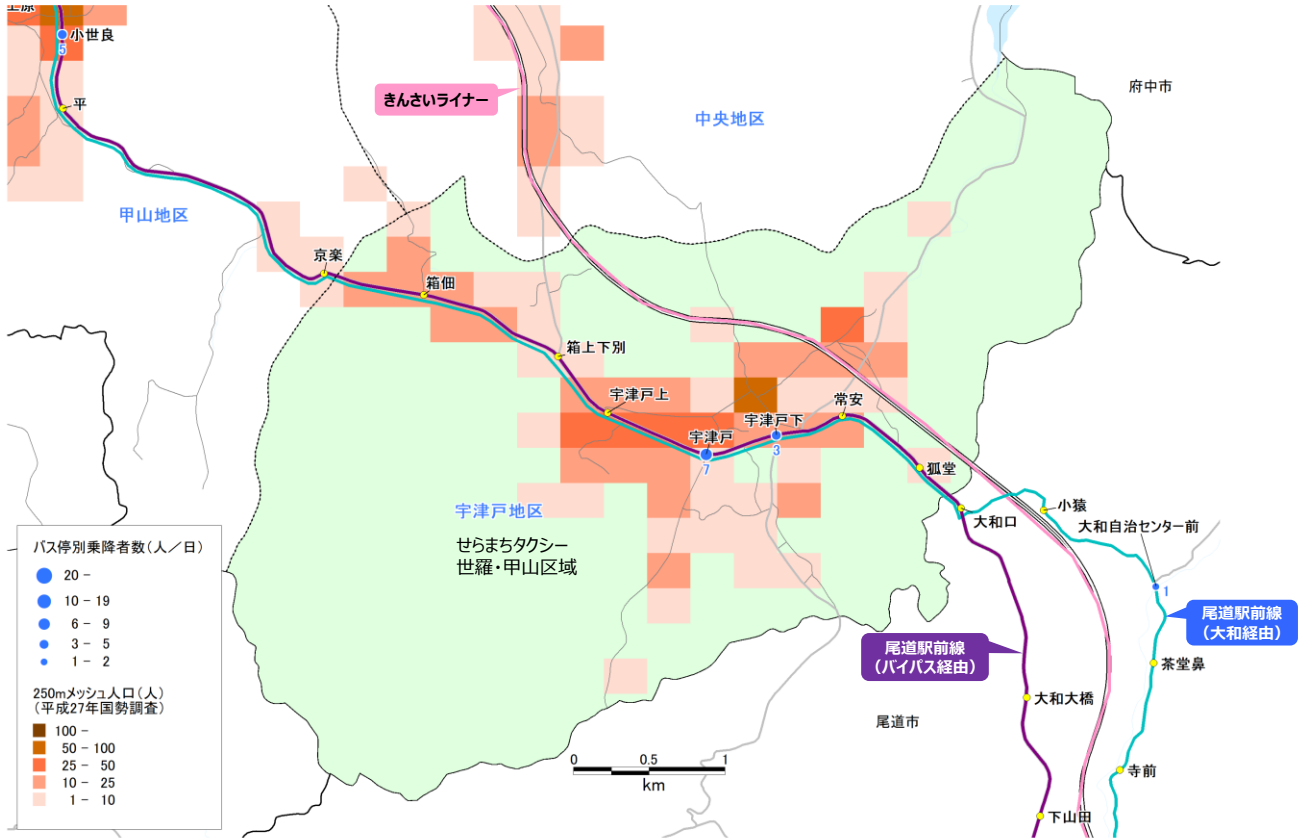 上原
小世良
5
平
きんさいライナー
中央地区
府中市
甲山地区
京楽
箱佃
箱上下別
宇津戸上
宇津戸
7
宇津戸下
3
常安
狐堂
大和口
小猿
大和自治センター前
1
宇津戸地区
せらまちタクシー
世羅・甲山区域
尾道駅前線
(大和経由)
尾道駅前線
(バイパス経由)
茶堂鼻
大和大橋
尾道市
寺前
下山田
バス停別乗降者数(人/日)
20 -
10 - 19
6 - 9
3 - 5
1 - 2
250mメッシュ人口(人)
(平成27年国勢調査)
100 -
50 - 100
25 - 50
10 - 25
1 - 10
0 0.5 1
km